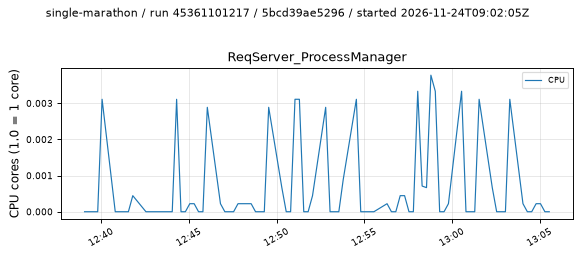 single-marathon / run 45361101217 / 5bcd39ae5296 / started 2026-11-24T09:02:05Z
ReqServer_ProcessManager
CPU
CPU cores (1.0 = 1 core)
0.003
0.002
0.001
0.000
12:40
12:45
12:50
12:55
13:00
13:05